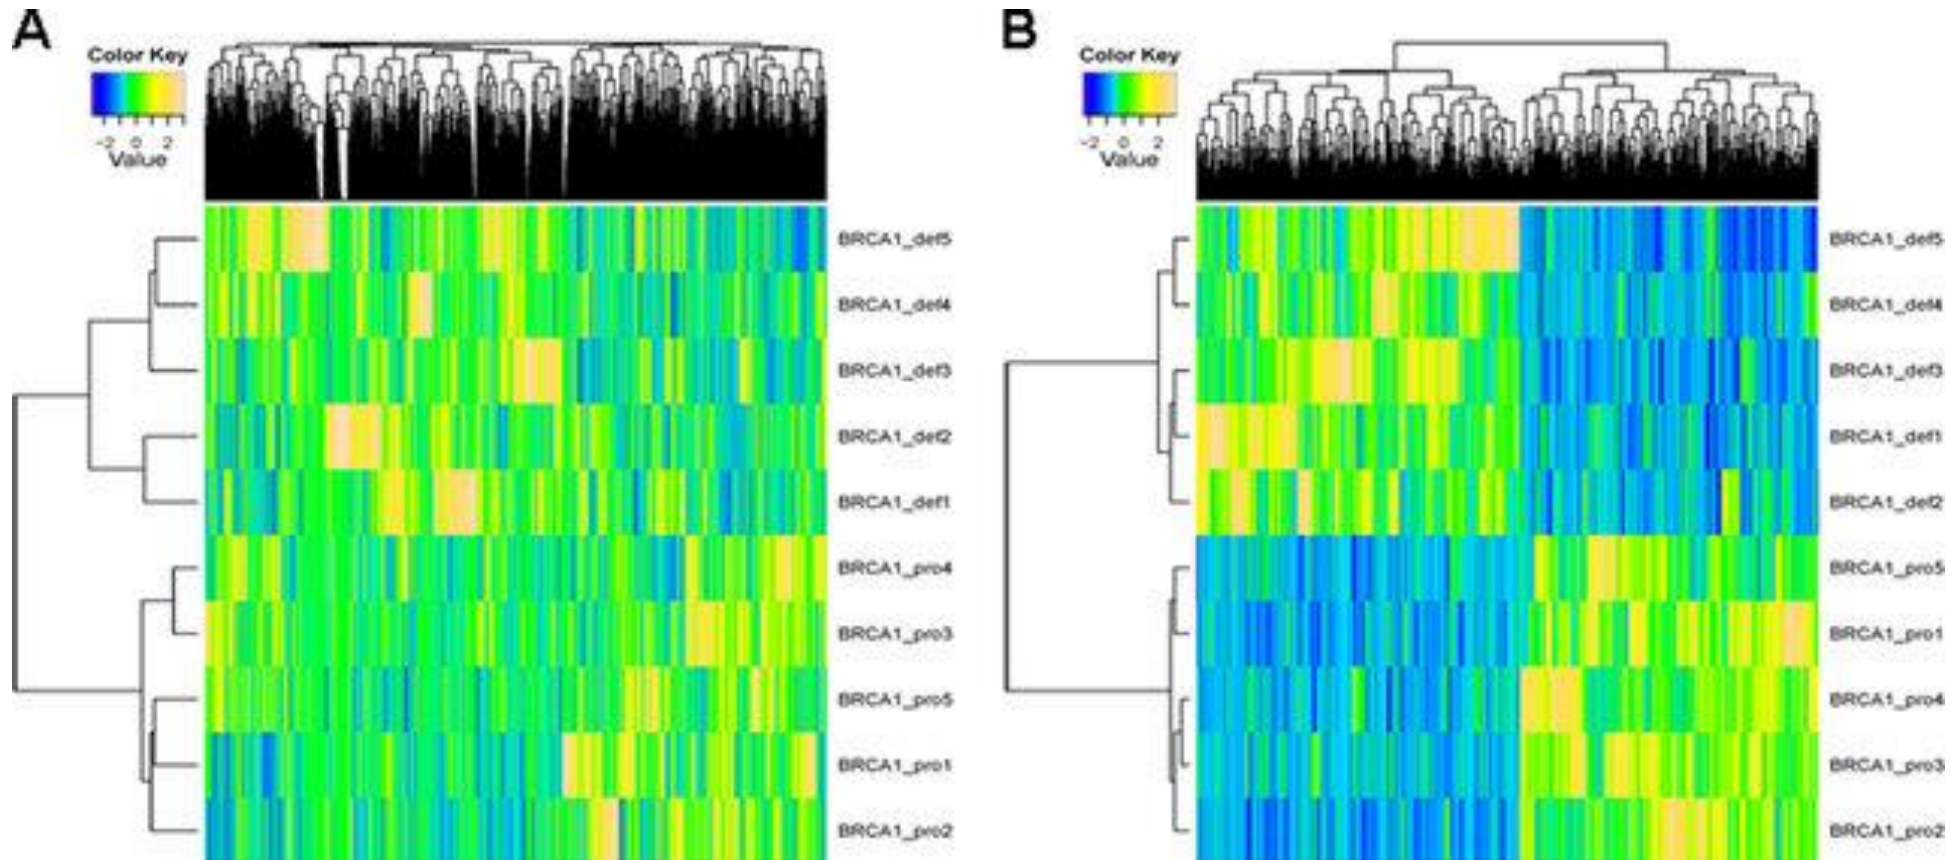 A
Color Key
-2 0 2
Value
BRCA1_def5
BRCA1_def4
BRCA1_def3
BRCA1_def2
BRCA1_def1
BRCA1_pro4
BRCA1_pro3
BRCA1_pro5
BRCA1_pro1
BRCA1_pro2
B
Color Key
-2 0 2
Value
BRCA1_def5
BRCA1_def4
BRCA1_def3
BRCA1_def1
BRCA1_def2
BRCA1_pro5
BRCA1_pro1
BRCA1_pro4
BRCA1_pro3
BRCA1_pro2